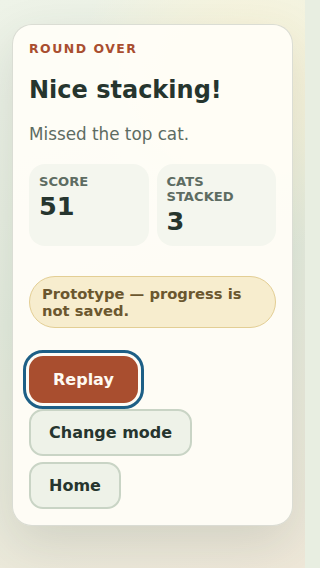 ROUND OVER
Nice stacking!
Missed the top cat.
SCORE
51
CATS
STACKED
3
Prototype — progress is
not saved.
Replay
Change mode
Home